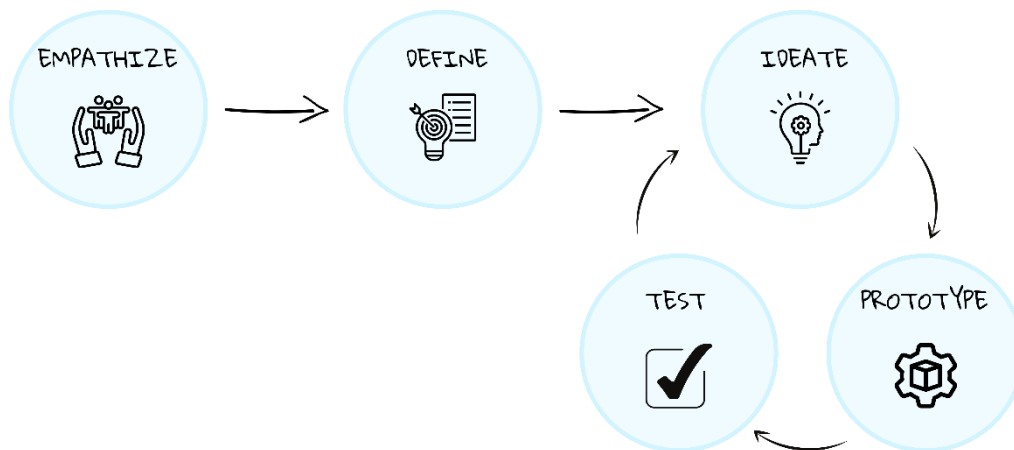 EMPATHIZE
DEFINE
IDEATE
TEST
PROTOTYPE